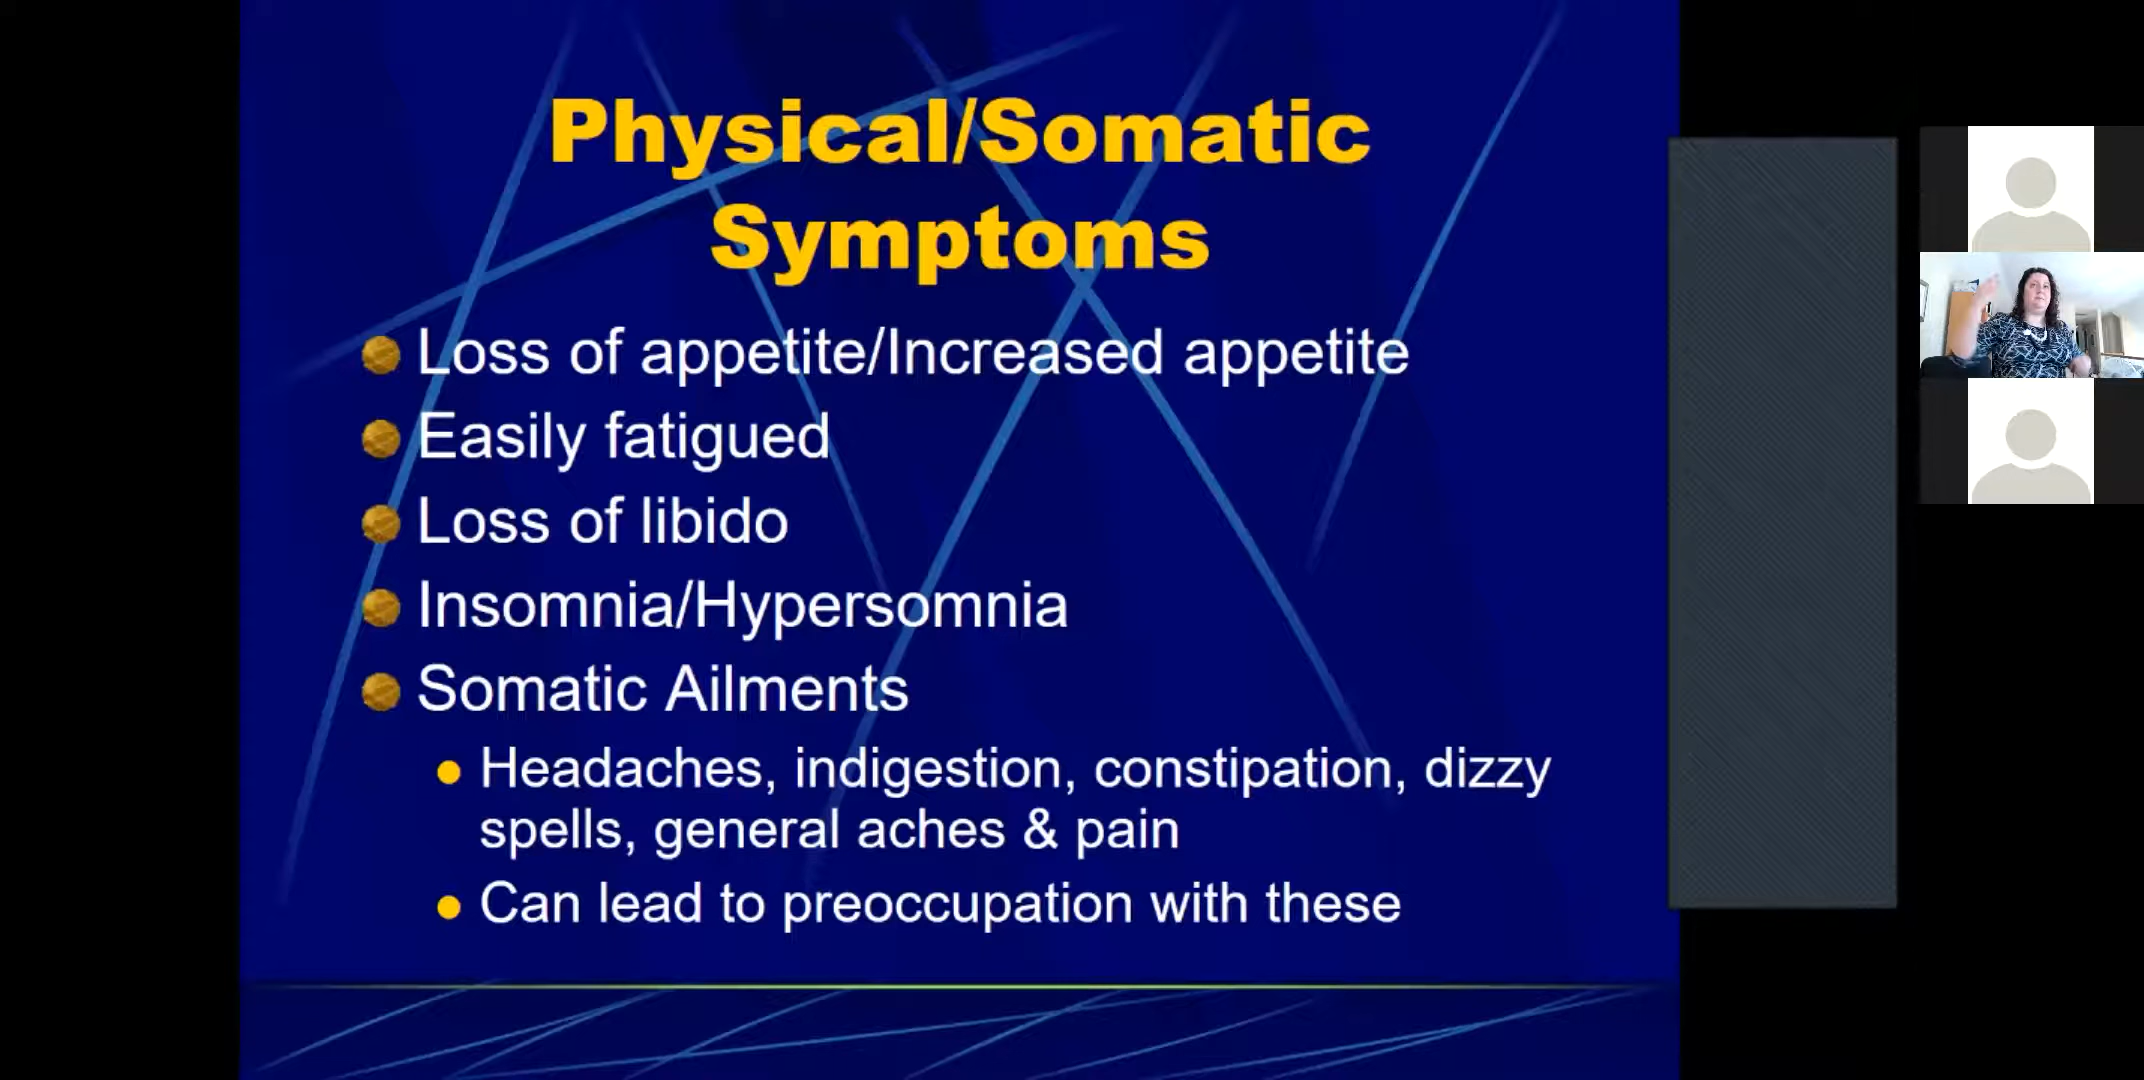 Physical/Somatic
Symptoms
Loss of appetite/Increased appetite
Easily fatigued
Loss of libido
Insomnia/Hypersomnia
Somatic Ailments
Headaches, indigestion, constipation, dizzy
spells, general aches & pain
Can lead to preoccupation with these